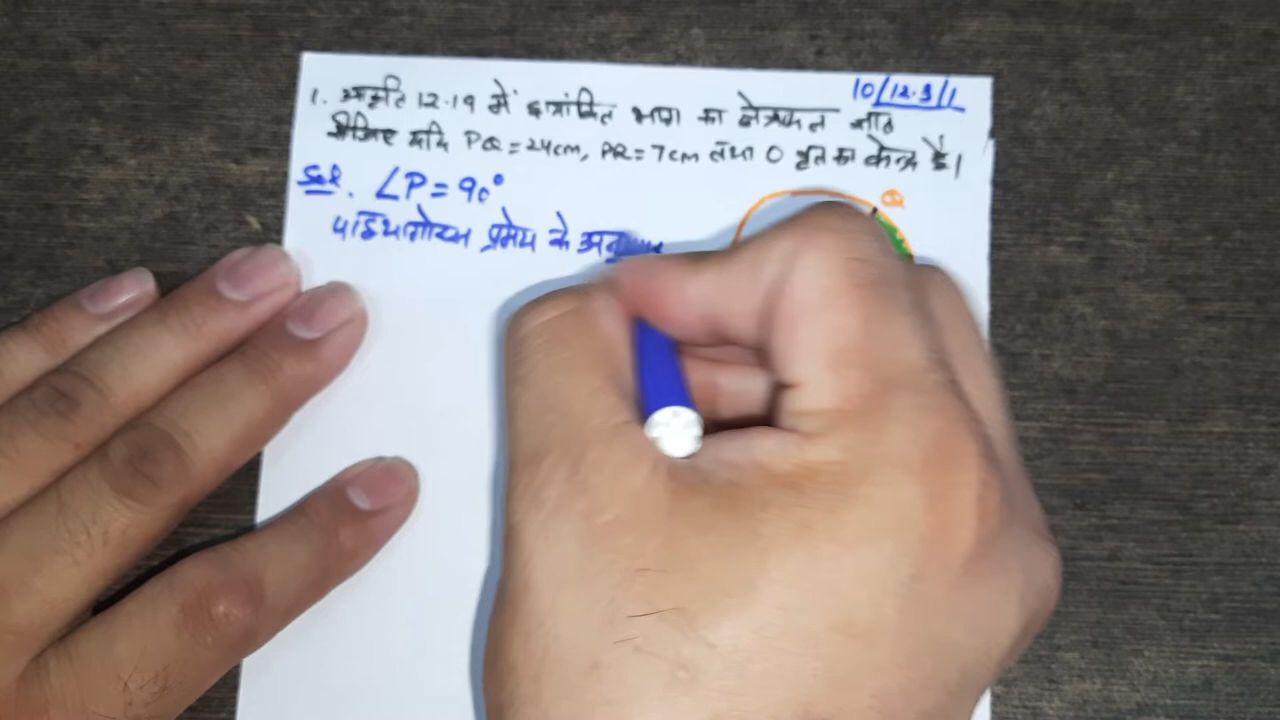 10/12.3/1
1. आकृति 12.19 में छायांकित भाग का क्षेत्रफल ज्ञात
कीजिए यदि PQ = 24cm, PR = 7cm तथा O वृत का केन्द्र है।
Sol. ∠P = 90°
पाइथागोरस प्रमेय के
Q